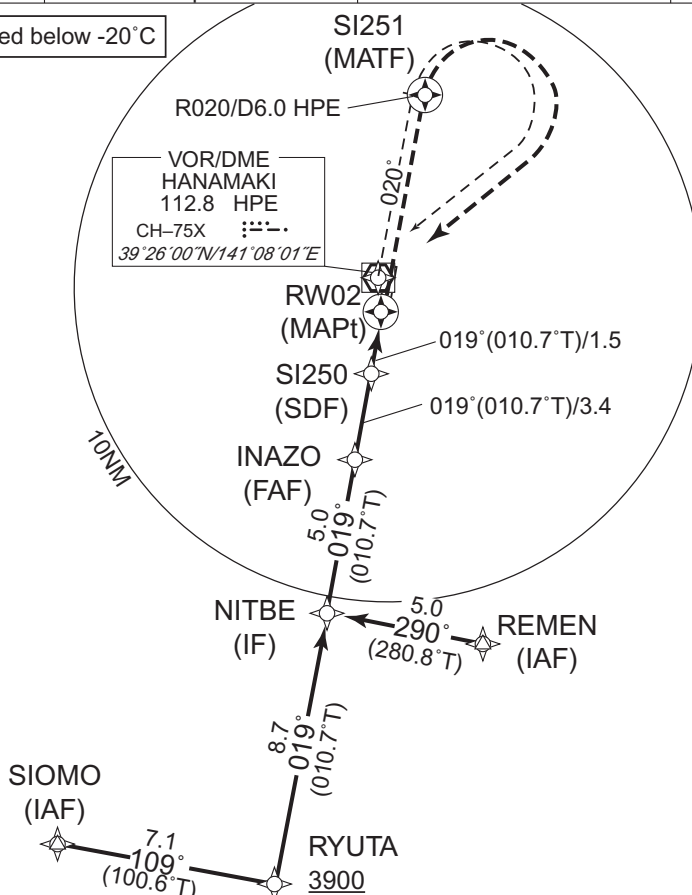 ed below -20˚C
SI251
(MATF)
R020/D6.0 HPE
VOR/DME
HANAMAKI
112.8 HPE
CH–75X
39˚26´00˝N/141˚08´01˝E
020˚
RW02
(MAPt)
019˚(010.7˚T)/1.5
SI250
(SDF)
019˚(010.7˚T)/3.4
INAZO
(FAF)
10NM
5.0
019˚
(010.7˚T)
NITBE
(IF)
5.0
290˚
(280.8˚T)
REMEN
(IAF)
8.7
019˚
(010.7˚T)
SIOMO
(IAF)
7.1
109˚
(100.6˚T)
RYUTA
3900